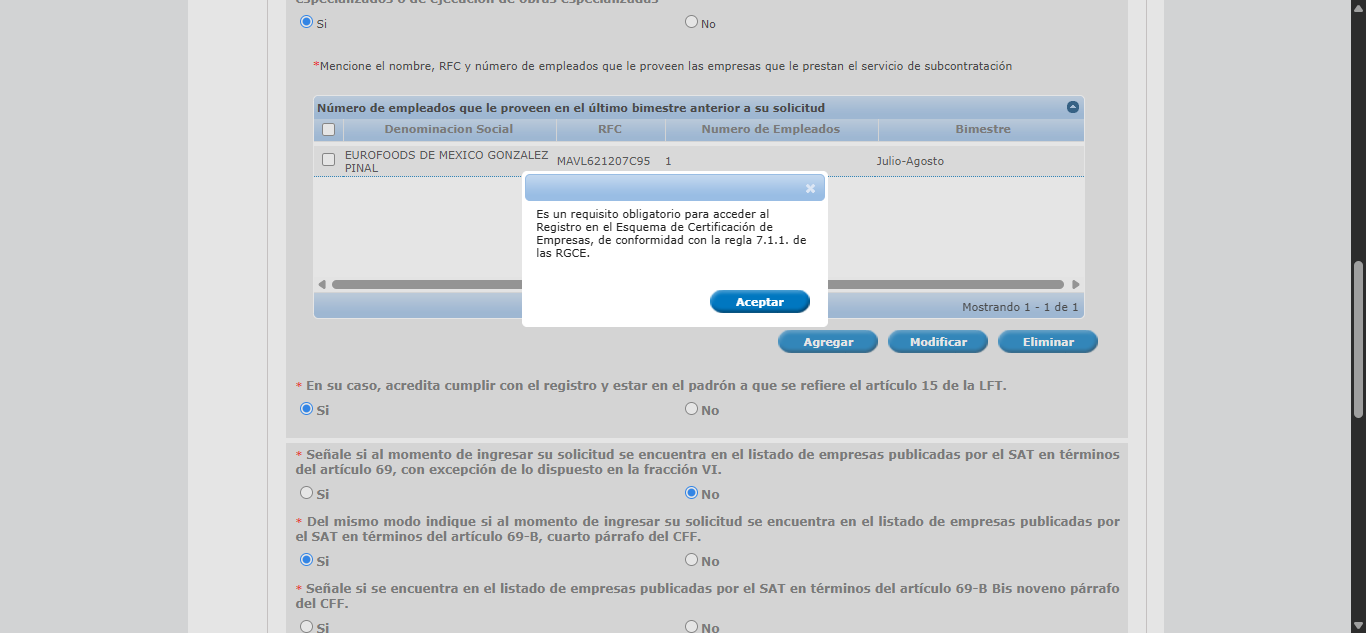 especializados o de ejecución de obras especializadas
Si
No
*Mencione el nombre, RFC y número de empleados que le proveen las empresas que le prestan el servicio de subcontratación
Número de empleados que le proveen en el último bimestre anterior a su solicitud
Denominacion Social RFC Numero de Empleados Bimestre
EUROFOODS DE MEXICO GONZALEZ
PINAL
MAVL621207C95 1 Julio-Agosto
Es un requisito obligatorio para acceder al
Registro en el Esquema de Certificación de
Empresas, de conformidad con la regla 7.1.1. de
las RGCE.
Aceptar
Mostrando 1 - 1 de 1
Agregar
Modificar
Eliminar
* En su caso, acredita cumplir con el registro y estar en el padrón a que se refiere el artículo 15 de la LFT.
Si
No
* Señale si al momento de ingresar su solicitud se encuentra en el listado de empresas publicadas por el SAT en términos
del artículo 69, con excepción de lo dispuesto en la fracción VI.
Si
No
* Del mismo modo indique si al momento de ingresar su solicitud se encuentra en el listado de empresas publicadas por
el SAT en términos del artículo 69-B, cuarto párrafo del CFF.
Si
No
* Señale si se encuentra en el listado de empresas publicadas por el SAT en términos del artículo 69-B Bis noveno párrafo
del CFF.
Si
No